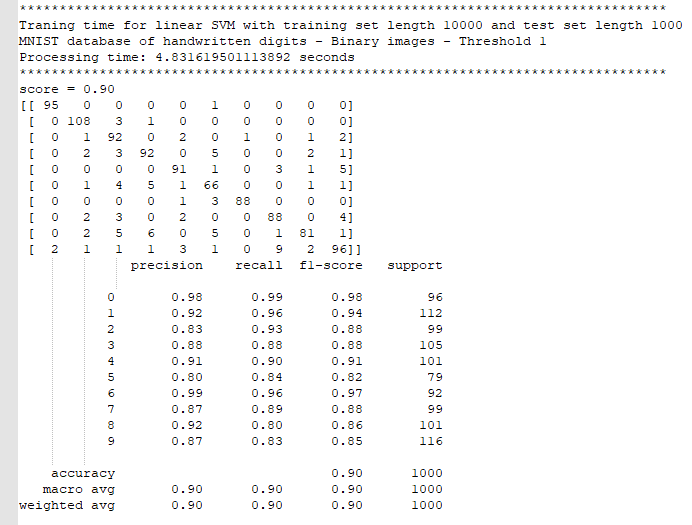 *********************************************************************************
Traning time for linear SVM with training set length 10000 and test set length 1000
MNIST database of handwritten digits - Binary images - Threshold 1
Processing time: 4.831619501113892 seconds
*********************************************************************************
score = 0.90
[[ 95 0 0 0 0 1 0 0 0 0]
[ 0 108 3 1 0 0 0 0 0 0]
[ 0 1 92 0 2 0 1 0 1 2]
[ 0 2 3 92 0 5 0 0 2 1]
[ 0 0 0 0 91 1 0 3 1 5]
[ 0 1 4 5 1 66 0 0 1 1]
[ 0 0 0 0 1 3 88 0 0 0]
[ 0 2 3 0 2 0 0 88 0 4]
[ 0 2 5 6 0 5 0 1 81 1]
[ 2 1 1 1 3 1 0 9 2 96]]
precision recall f1-score support
0 0.98 0.99 0.98 96
1 0.92 0.96 0.94 112
2 0.83 0.93 0.88 99
3 0.88 0.88 0.88 105
4 0.91 0.90 0.91 101
5 0.80 0.84 0.82 79
6 0.99 0.96 0.97 92
7 0.87 0.89 0.88 99
8 0.92 0.80 0.86 101
9 0.87 0.83 0.85 116
accuracy 0.90 1000
macro avg 0.90 0.90 0.90 1000
weighted avg 0.90 0.90 0.90 1000